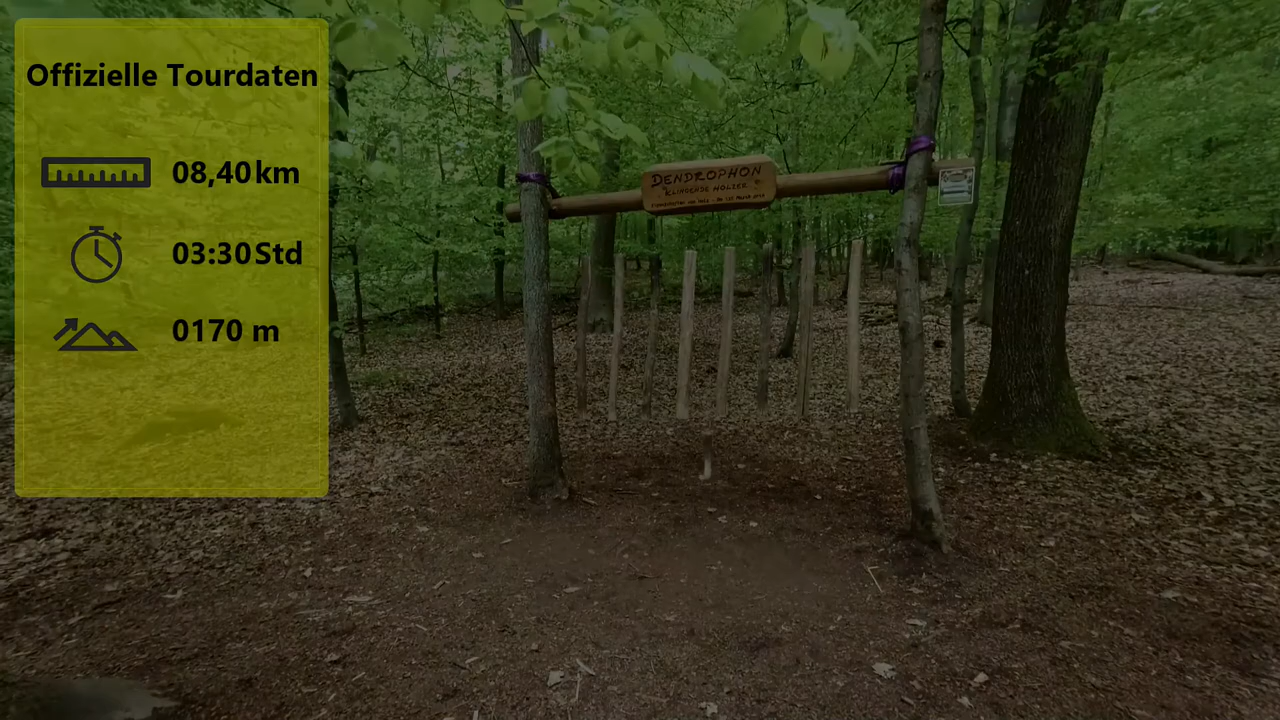 Offizielle Tourdaten
08,40 km
03:30 Std
0170 m
DENDROPHON
KLINGENDE HÖLZER